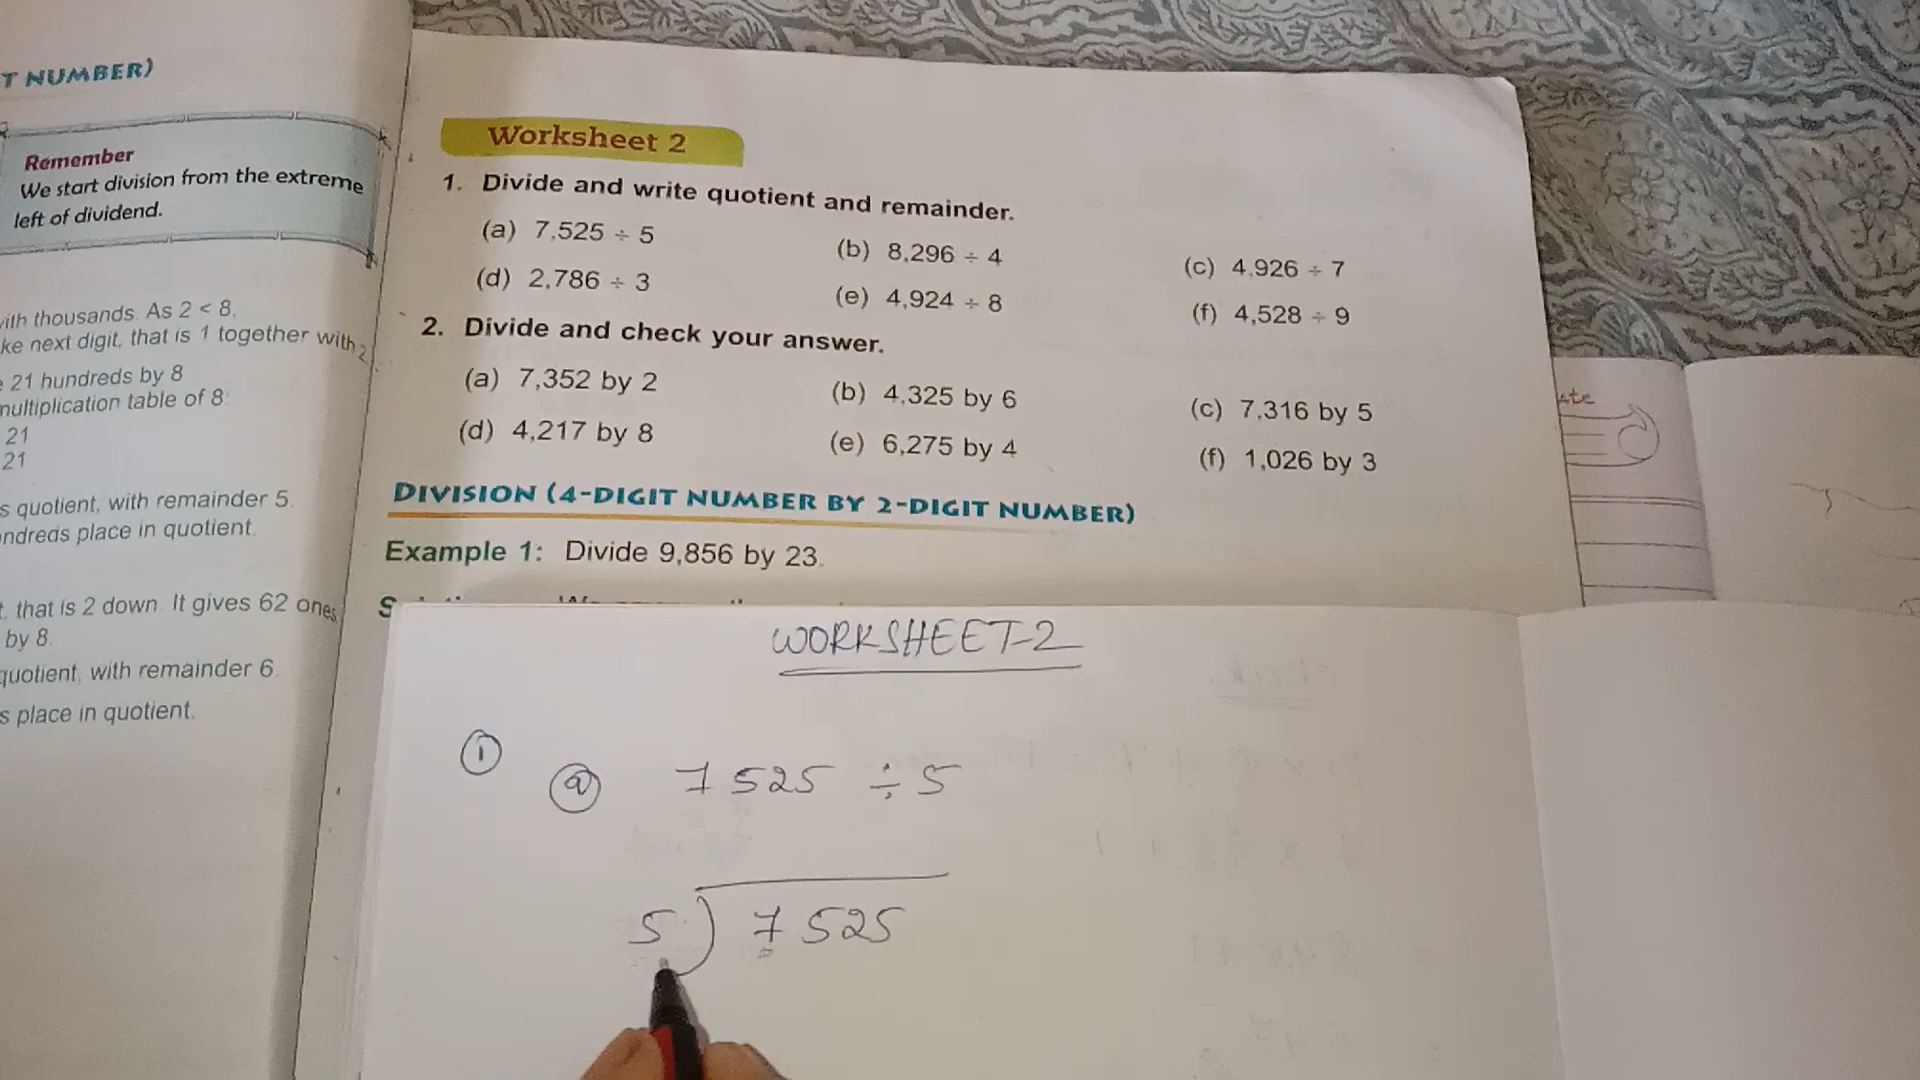 T NUMBER)
Remember
We start division from the extreme
left of dividend.
with thousands. As 2 < 8,
ke next digit, that is 1 together with 2
21 hundreds by 8
multiplication table of 8:
21
21
s quotient, with remainder 5.
ndreds place in quotient.
t, that is 2 down. It gives 62 ones
by 8.
quotient, with remainder 6.
s place in quotient.
Worksheet 2
1. Divide and write quotient and remainder.
(a) 7,525 ÷ 5 (b) 8,296 ÷ 4 (c) 4,926 ÷ 7
(d) 2,786 ÷ 3 (e) 4,924 ÷ 8 (f) 4,528 ÷ 9
2. Divide and check your answer.
(a) 7,352 by 2 (b) 4,325 by 6 (c) 7,316 by 5
(d) 4,217 by 8 (e) 6,275 by 4 (f) 1,026 by 3
DIVISION (4-DIGIT NUMBER BY 2-DIGIT NUMBER)
Example 1: Divide 9,856 by 23.
WORKSHEET-2
1
a 7525 ÷ 5
5) 7525